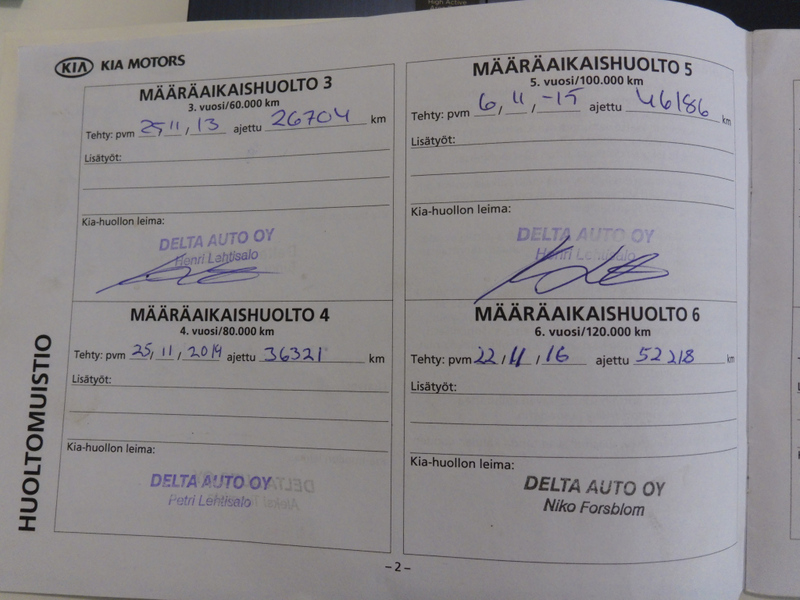 High Active
KIA KIA MOTORS
HUOLTOMUISTIO
MÄÄRÄAIKAISHUOLTO 3
3. vuosi/60.000 km
Tehty: pvm 25/11/13 ajettu 26704 km
Lisätyöt:
Kia-huollon leima:
DELTA AUTO OY
Henri Lehtisalo
MÄÄRÄAIKAISHUOLTO 4
4. vuosi/80.000 km
Tehty: pvm 25/11/2014 ajettu 36321 km
Lisätyöt:
Kia-huollon leima:
DELTA AUTO OY
Petri Lehtisalo
MÄÄRÄAIKAISHUOLTO 5
5. vuosi/100.000 km
Tehty: pvm 6/11/-15 ajettu 46186 km
Lisätyöt:
Kia-huollon leima:
DELTA AUTO OY
Henri Lehtisalo
MÄÄRÄAIKAISHUOLTO 6
6. vuosi/120.000 km
Tehty: pvm 22/11/16 ajettu 52218 km
Lisätyöt:
Kia-huollon leima:
DELTA AUTO OY
Niko Forsblom
–2–